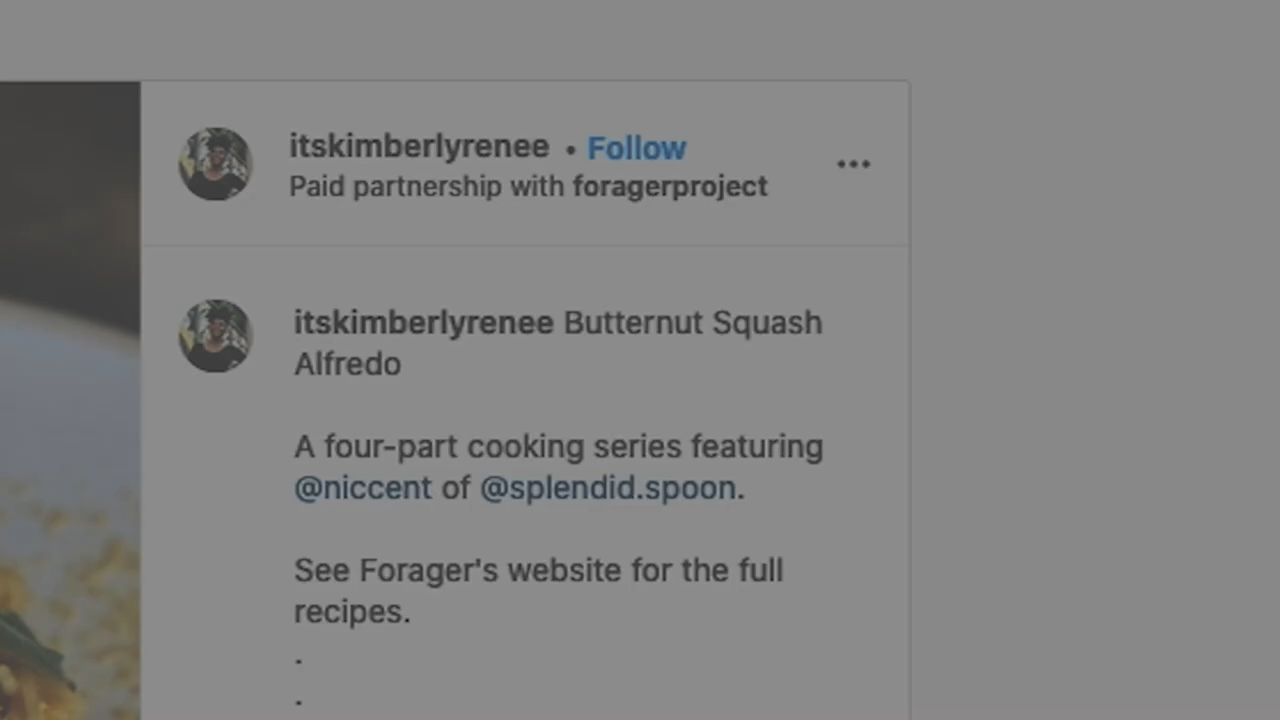 itskimberlyrenee • Follow
Paid partnership with foragerproject
itskimberlyrenee Butternut Squash
Alfredo
A four-part cooking series featuring
@niccent of @splendid.spoon.
See Forager's website for the full
recipes.
.
.